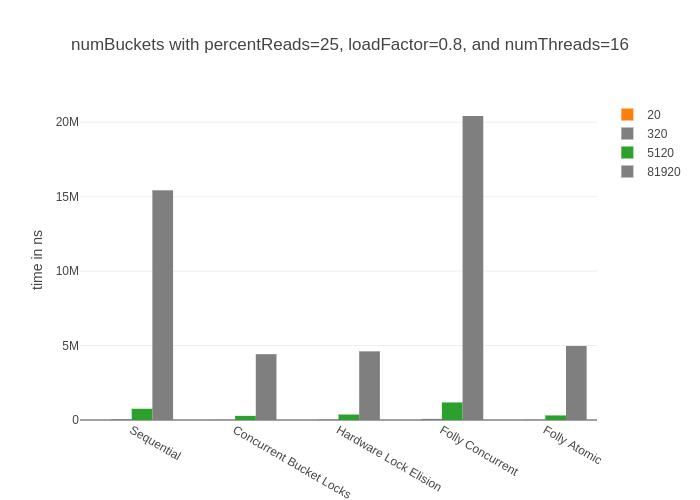 numBuckets with percentReads=25, loadFactor=0.8, and numThreads=16
20
320
5120
81920
time in ns
20M
15M
10M
5M
0
Sequential
Concurrent Bucket Locks
Hardware Lock Elision
Folly Concurrent
Folly Atomic